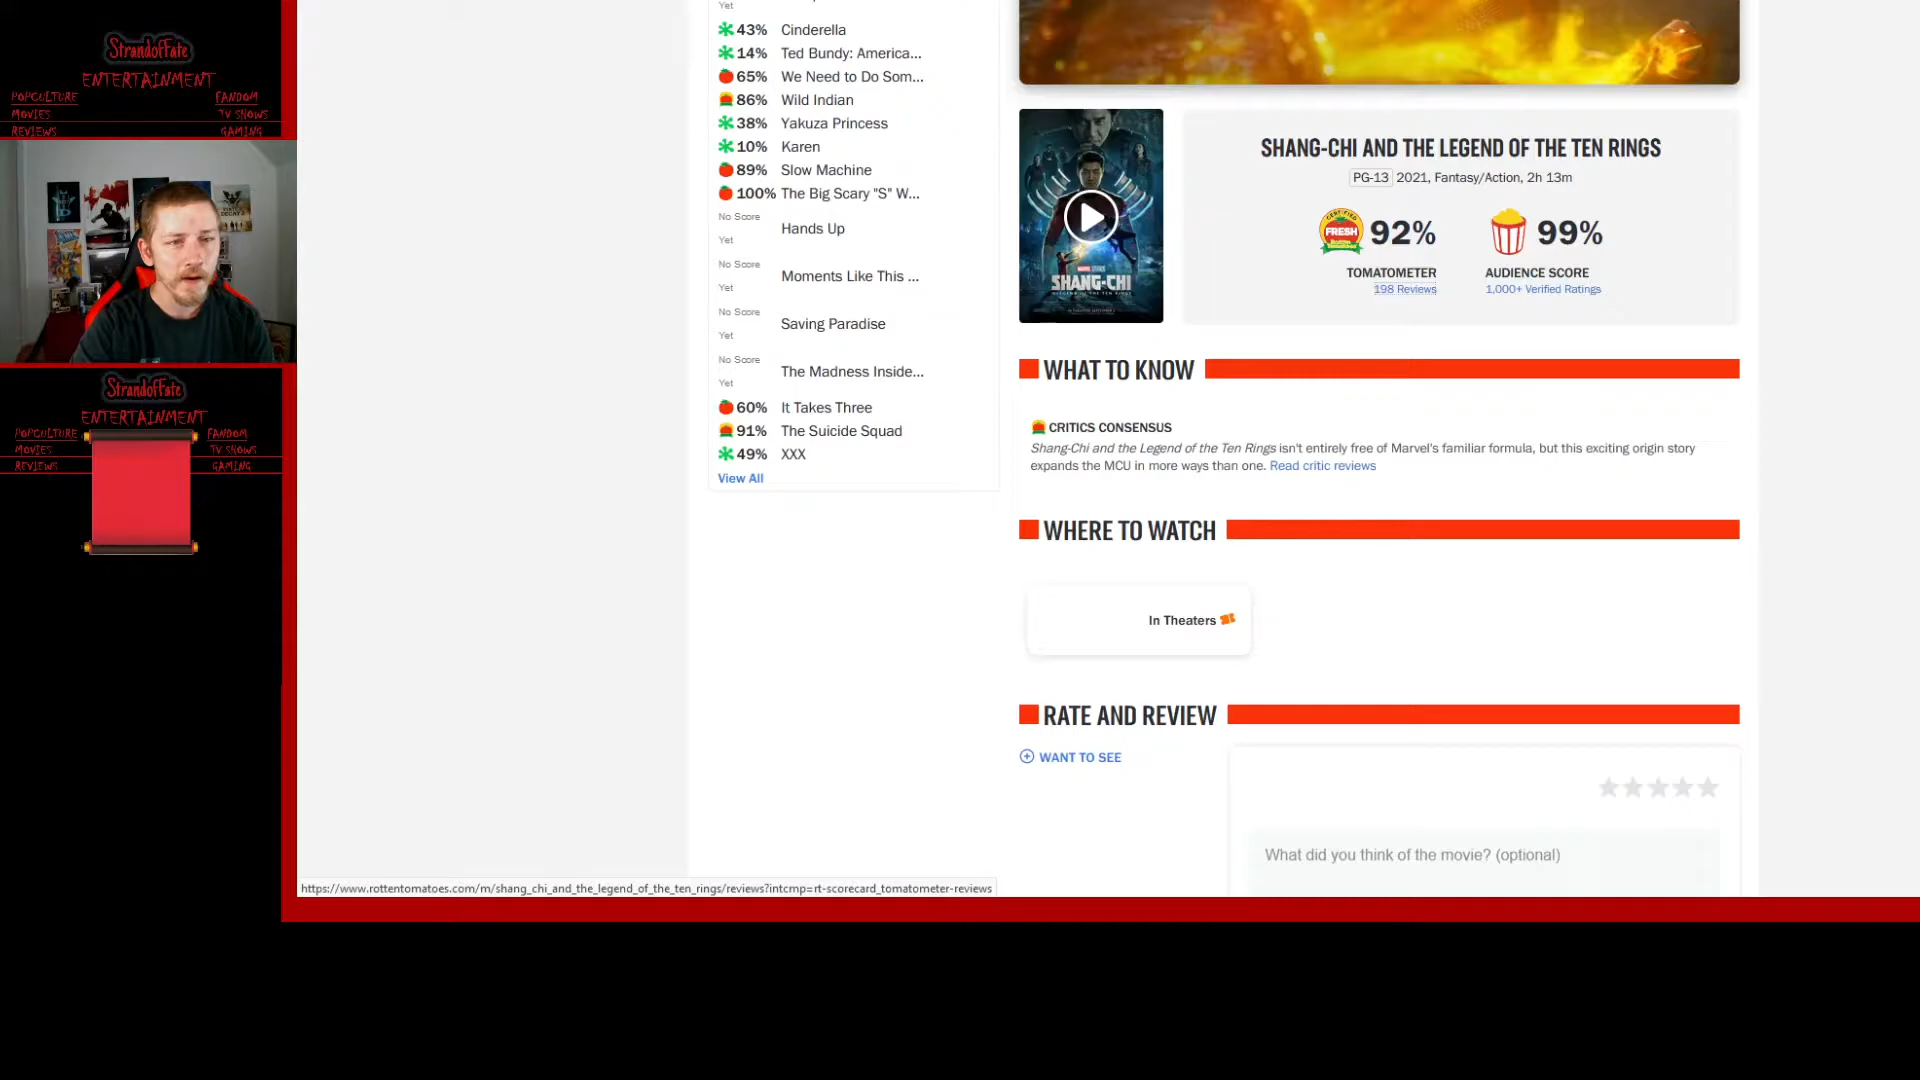 StrandofFate
ENTERTAINMENT
POPCULTURE FANDOM
MOVIES TV SHOWS
REVIEWS GAMING
StrandofFate
ENTERTAINMENT
POPCULTURE FANDOM
MOVIES TV SHOWS
REVIEWS GAMING
Yet
43% Cinderella
14% Ted Bundy: America...
65% We Need to Do Som...
86% Wild Indian
38% Yakuza Princess
10% Karen
89% Slow Machine
100% The Big Scary "S" W...
No Score Yet Hands Up
No Score Yet Moments Like This ...
No Score Yet Saving Paradise
No Score Yet The Madness Inside...
60% It Takes Three
91% The Suicide Squad
49% XXX
View All
MARVEL STUDIOS
SHANG-CHI
SHANG-CHI AND THE LEGEND OF THE TEN RINGS
PG-13 2021, Fantasy/Action, 2h 13m
CERTIFIED FRESH 92% 99%
TOMATOMETER AUDIENCE SCORE
198 Reviews 1,000+ Verified Ratings
WHAT TO KNOW
CRITICS CONSENSUS
Shang-Chi and the Legend of the Ten Rings isn't entirely free of Marvel's familiar formula, but this exciting origin story
expands the MCU in more ways than one. Read critic reviews
WHERE TO WATCH
In Theaters
RATE AND REVIEW
WANT TO SEE
What did you think of the movie? (optional)
https://www.rottentomatoes.com/m/shang_chi_and_the_legend_of_the_ten_rings/reviews?intcmp=rt-scorecard_tomatometer-reviews